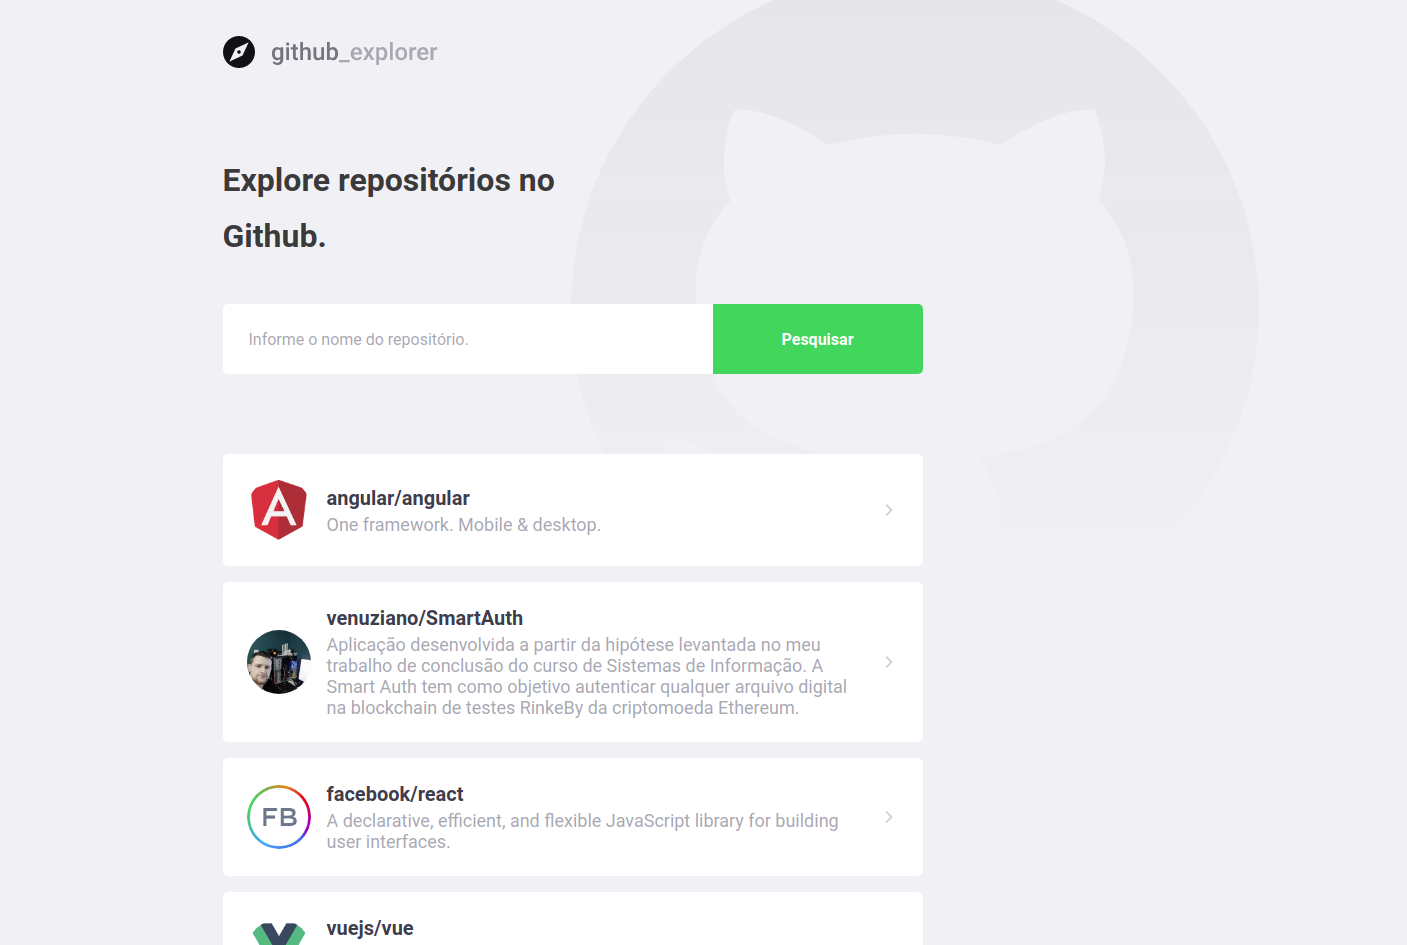 github_explorer
Explore repositórios no
Github.
Informe o nome do repositório.
Pesquisar
angular/angular
One framework. Mobile & desktop.
venuziano/SmartAuth
Aplicação desenvolvida a partir da hipótese levantada no meu
trabalho de conclusão do curso de Sistemas de Informação. A
Smart Auth tem como objetivo autenticar qualquer arquivo digital
na blockchain de testes RinkeBy da criptomoeda Ethereum.
FB
facebook/react
A declarative, efficient, and flexible JavaScript library for building
user interfaces.
vuejs/vue